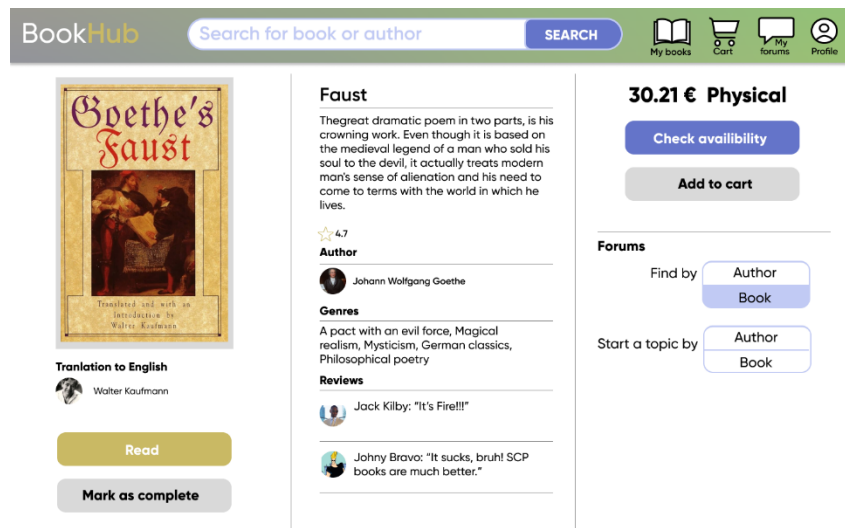 BookHub
Search for book or author
SEARCH
My books
Cart
My
forums
Profile
Goethe's
Faust
Translated and with an
Introduction by
Walter Kaufmann
Tranlation to English
Walter Kaufmann
Read
Mark as complete
Faust
Thegreat dramatic poem in two parts, is his
crowning work. Even though it is based on
the medieval legend of a man who sold his
soul to the devil, it actually treats modern
man's sense of alienation and his need to
come to terms with the world in which he
lives.
4.7
Author
Johann Wolfgang Goethe
Genres
A pact with an evil force, Magical
realism, Mysticism, German classics,
Philosophical poetry
Reviews
Jack Kilby: “It’s Fire!!!”
Johny Bravo: “It sucks, bruh! SCP
books are much better.”
30.21 € Physical
Check availibility
Add to cart
Forums
Find by
Author
Book
Start a topic by
Author
Book